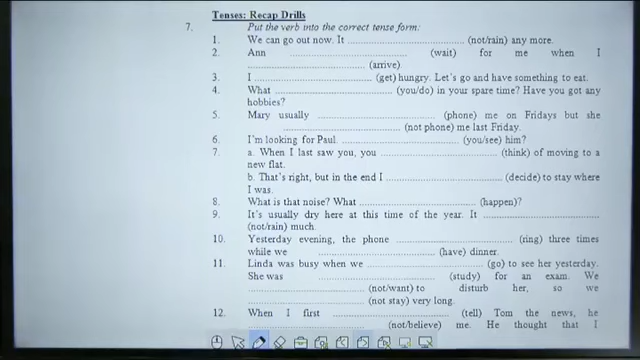 Tenses: Recap Drills
7. Put the verb into the correct tense form:
1. We can go out now. It ........................................ (not/rain) any more.
2. Ann ........................................ (wait) for me when I
........................................ (arrive).
3. I ........................................ (get) hungry. Let's go and have something to eat.
4. What ........................................ (you/do) in your spare time? Have you got any
hobbies?
5. Mary usually ........................................ (phone) me on Fridays but she
........................................ (not phone) me last Friday.
6. I'm looking for Paul. ........................................ (you/see) him?
7. a. When I last saw you, you ........................................ (think) of moving to a
new flat.
b. That's right, but in the end I ........................................ (decide) to stay where
I was.
8. What is that noise? What ........................................ (happen)?
9. It's usually dry here at this time of the year. It ........................................
(not/rain) much.
10. Yesterday evening, the phone ........................................ (ring) three times
while we ........................................ (have) dinner.
11. Linda was busy when we ........................................ (go) to see her yesterday.
She was ........................................ (study) for an exam. We
........................................ (not/want) to disturb her, so we
........................................ (not stay) very long.
12. When I first ........................................ (tell) Tom the news, he
........................................ (not/believe) me. He thought that I